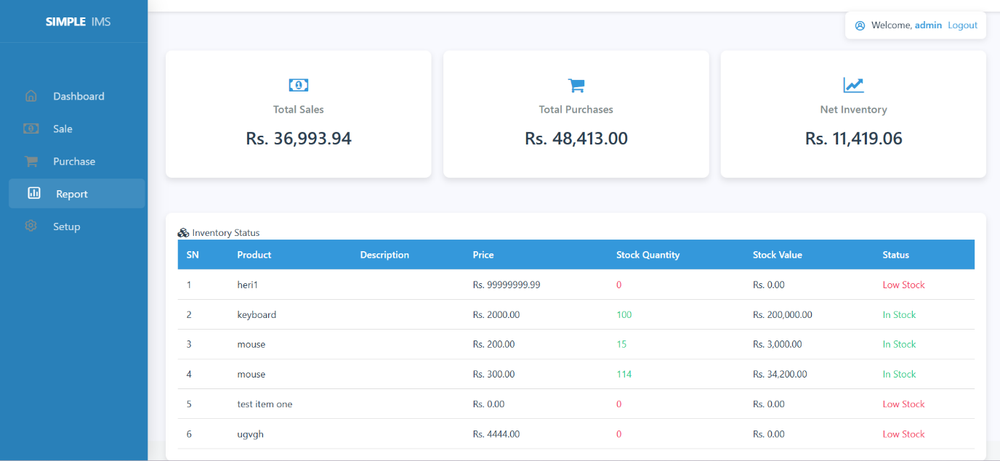 SIMPLE IMS
Welcome, admin Logout
Dashboard
Sale
Purchase
Report
Setup
Total Sales
Rs. 36,993.94
Total Purchases
Rs. 48,413.00
Net Inventory
Rs. 11,419.06
Inventory Status
SN Product Description Price Stock Quantity Stock Value Status
1 heri1 Rs. 99999999.99 0 Rs. 0.00 Low Stock
2 keyboard Rs. 2000.00 100 Rs. 200,000.00 In Stock
3 mouse Rs. 200.00 15 Rs. 3,000.00 In Stock
4 mouse Rs. 300.00 114 Rs. 34,200.00 In Stock
5 test item one Rs. 0.00 0 Rs. 0.00 Low Stock
6 ugvgh Rs. 4444.00 0 Rs. 0.00 Low Stock